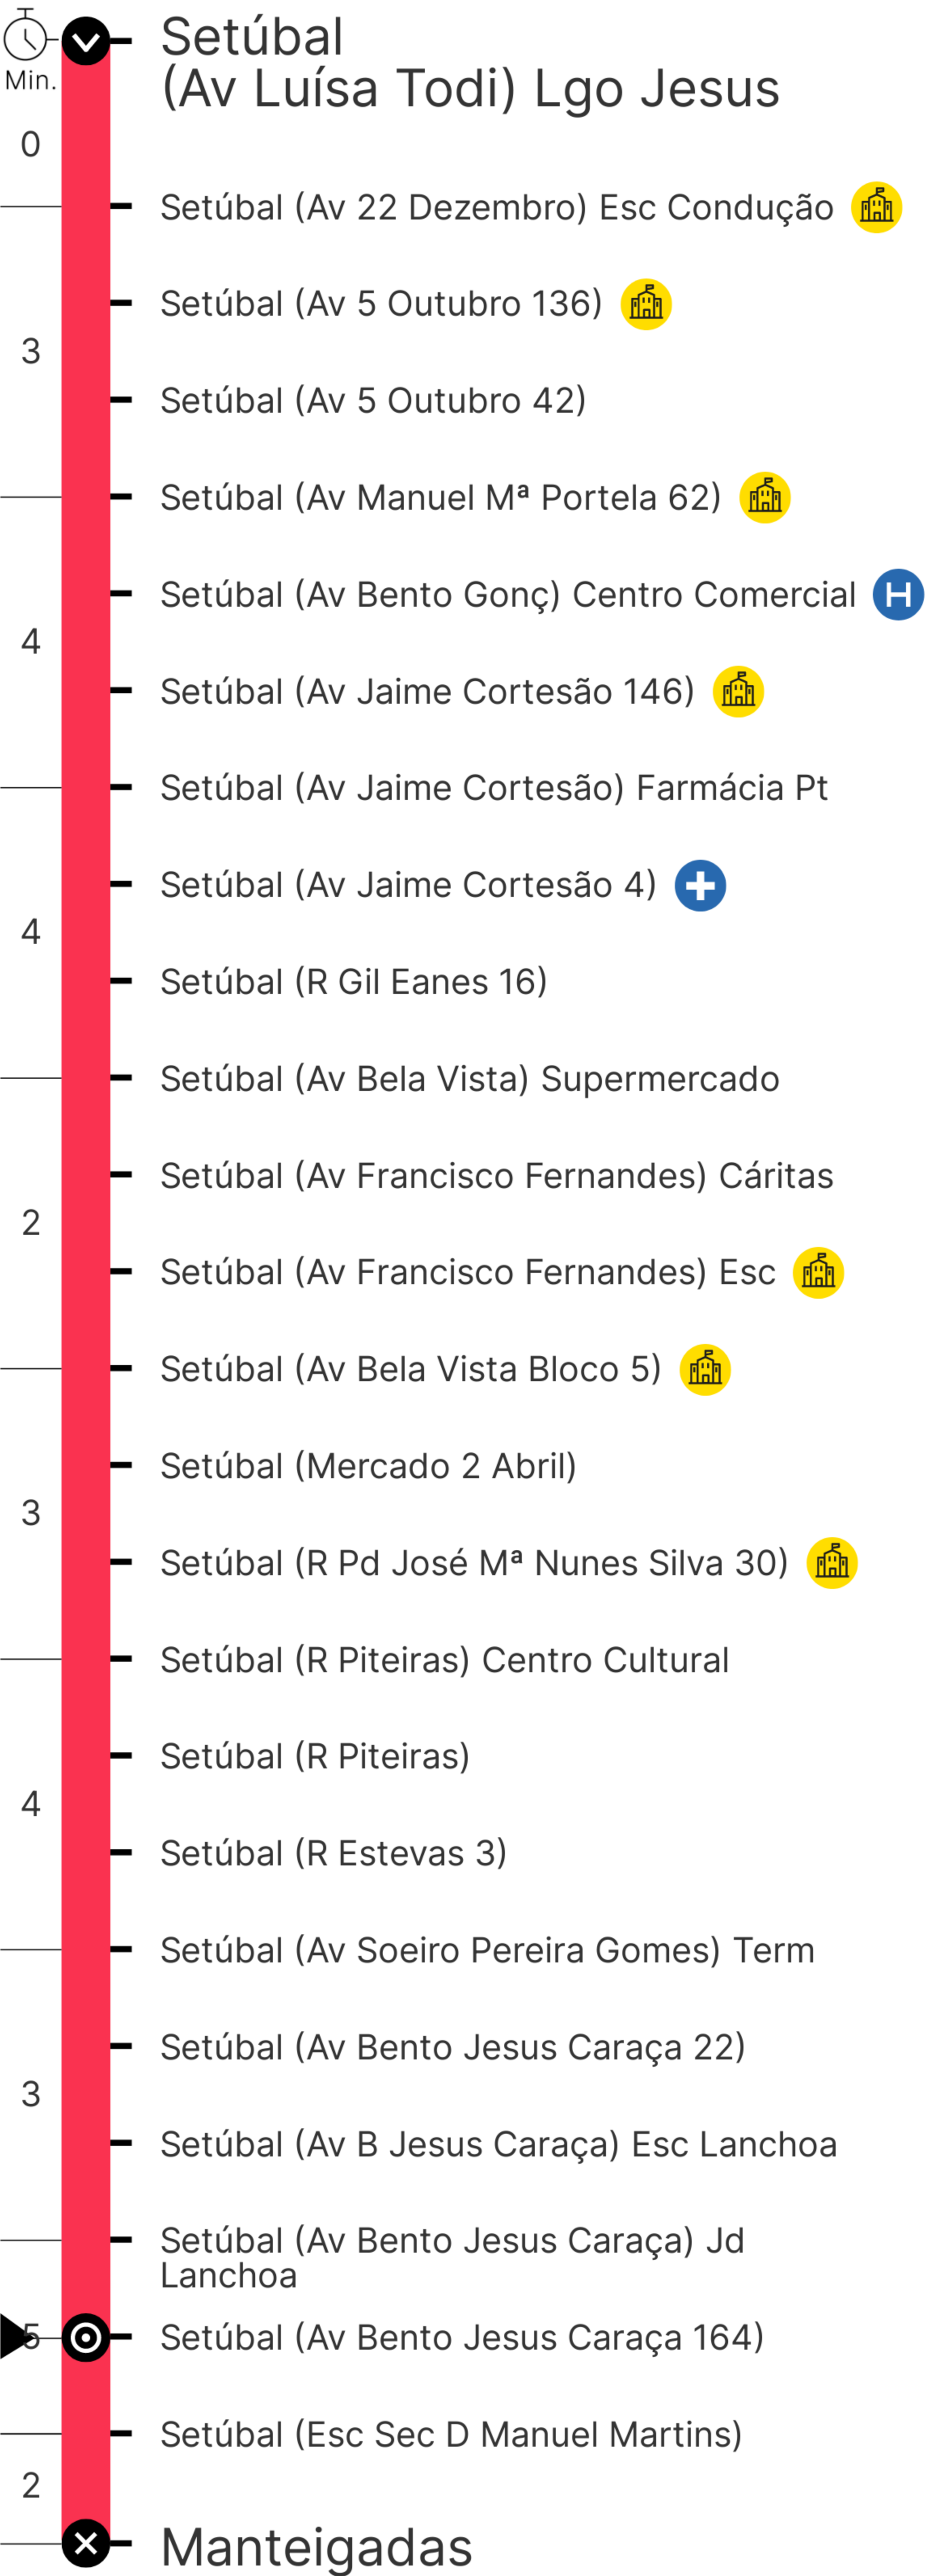 Min.
Setúbal
(Av Luísa Todi) Lgo Jesus
0
Setúbal (Av 22 Dezembro) Esc Condução
Setúbal (Av 5 Outubro 136)
3
Setúbal (Av 5 Outubro 42)
Setúbal (Av Manuel Mª Portela 62)
Setúbal (Av Bento Gonç) Centro Comercial H
4
Setúbal (Av Jaime Cortesão 146)
Setúbal (Av Jaime Cortesão) Farmácia Pt
Setúbal (Av Jaime Cortesão 4)
4
Setúbal (R Gil Eanes 16)
Setúbal (Av Bela Vista) Supermercado
Setúbal (Av Francisco Fernandes) Cáritas
2
Setúbal (Av Francisco Fernandes) Esc
Setúbal (Av Bela Vista Bloco 5)
Setúbal (Mercado 2 Abril)
3
Setúbal (R Pd José Mª Nunes Silva 30)
Setúbal (R Piteiras) Centro Cultural
Setúbal (R Piteiras)
4
Setúbal (R Estevas 3)
Setúbal (Av Soeiro Pereira Gomes) Term
Setúbal (Av Bento Jesus Caraça 22)
3
Setúbal (Av B Jesus Caraça) Esc Lanchoa
Setúbal (Av Bento Jesus Caraça) Jd
Lanchoa
5
Setúbal (Av Bento Jesus Caraça 164)
Setúbal (Esc Sec D Manuel Martins)
2
Manteigadas